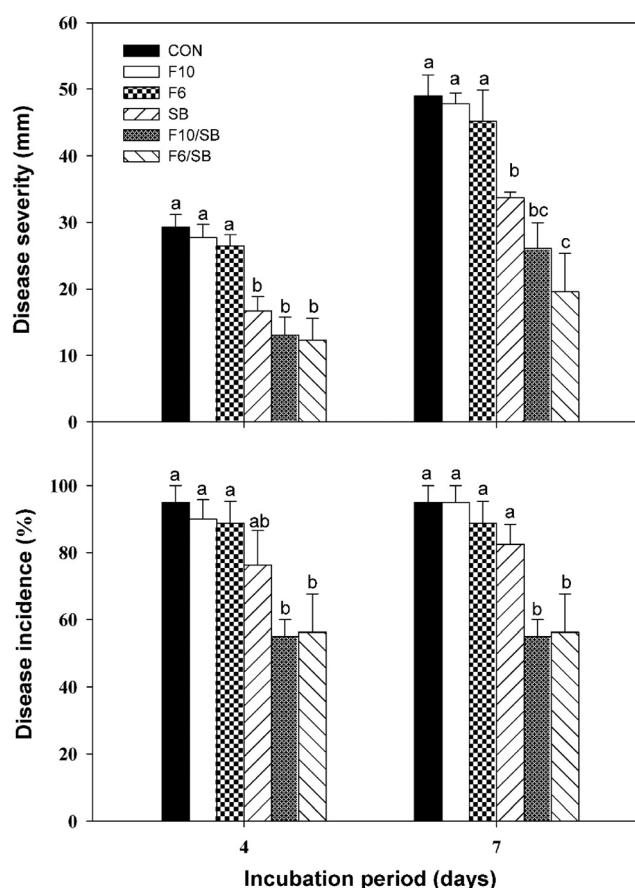 60
50
40
30
20
10
0
Disease severity (mm)
CON
F10
F6
SB
F10/SB
F6/SB
a a a b b b
a a a b bc c
100
80
60
40
20
0
Disease incidence (%)
a a a ab b b
a a a a b b
4 7
Incubation period (days)